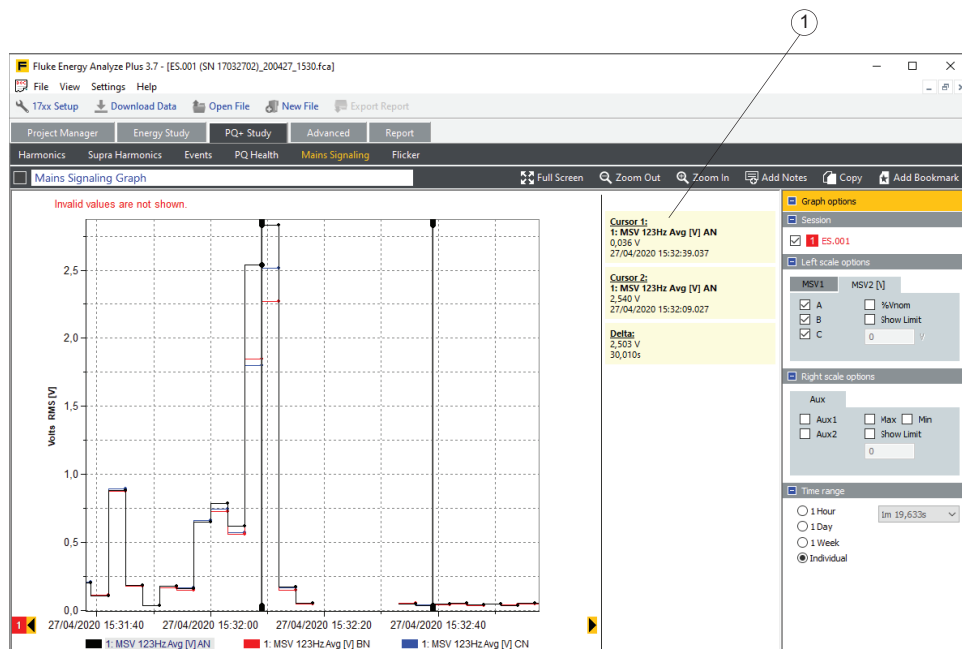 1
Fluke Energy Analyze Plus 3.7 - [ES.001 (SN 17032702)_200427_1530.fca]
File View Settings Help
17xx Setup Download Data Open File New File Export Report
Project Manager Energy Study PQ+ Study Advanced Report
Harmonics Supra Harmonics Events PQ Health Mains Signaling Flicker
Mains Signaling Graph Full Screen Zoom Out Zoom In Add Notes Copy Add Bookmark
Invalid values are not shown.
Volts RMS [V]
2,5
2,0
1,5
1,0
0,5
0,0
1
27/04/2020 15:31:40 27/04/2020 15:32:00 27/04/2020 15:32:20 27/04/2020 15:32:40
1: MSV 123Hz Avg [V] AN 1: MSV 123Hz Avg [V] BN 1: MSV 123Hz Avg [V] CN
Cursor 1:
1: MSV 123Hz Avg [V] AN
0,036 V
27/04/2020 15:32:39.037
Cursor 2:
1: MSV 123Hz Avg [V] AN
2,540 V
27/04/2020 15:32:09.027
Delta:
2,503 V
30,010s
Graph options
Session
1 ES.001
Left scale options
MSV1 MSV2 [V]
A %Vnom
B Show Limit
C 0 V
Right scale options
Aux
Aux1 Max Min
Aux2 Show Limit
0
Time range
1 Hour 1m 19,633s
1 Day
1 Week
Individual